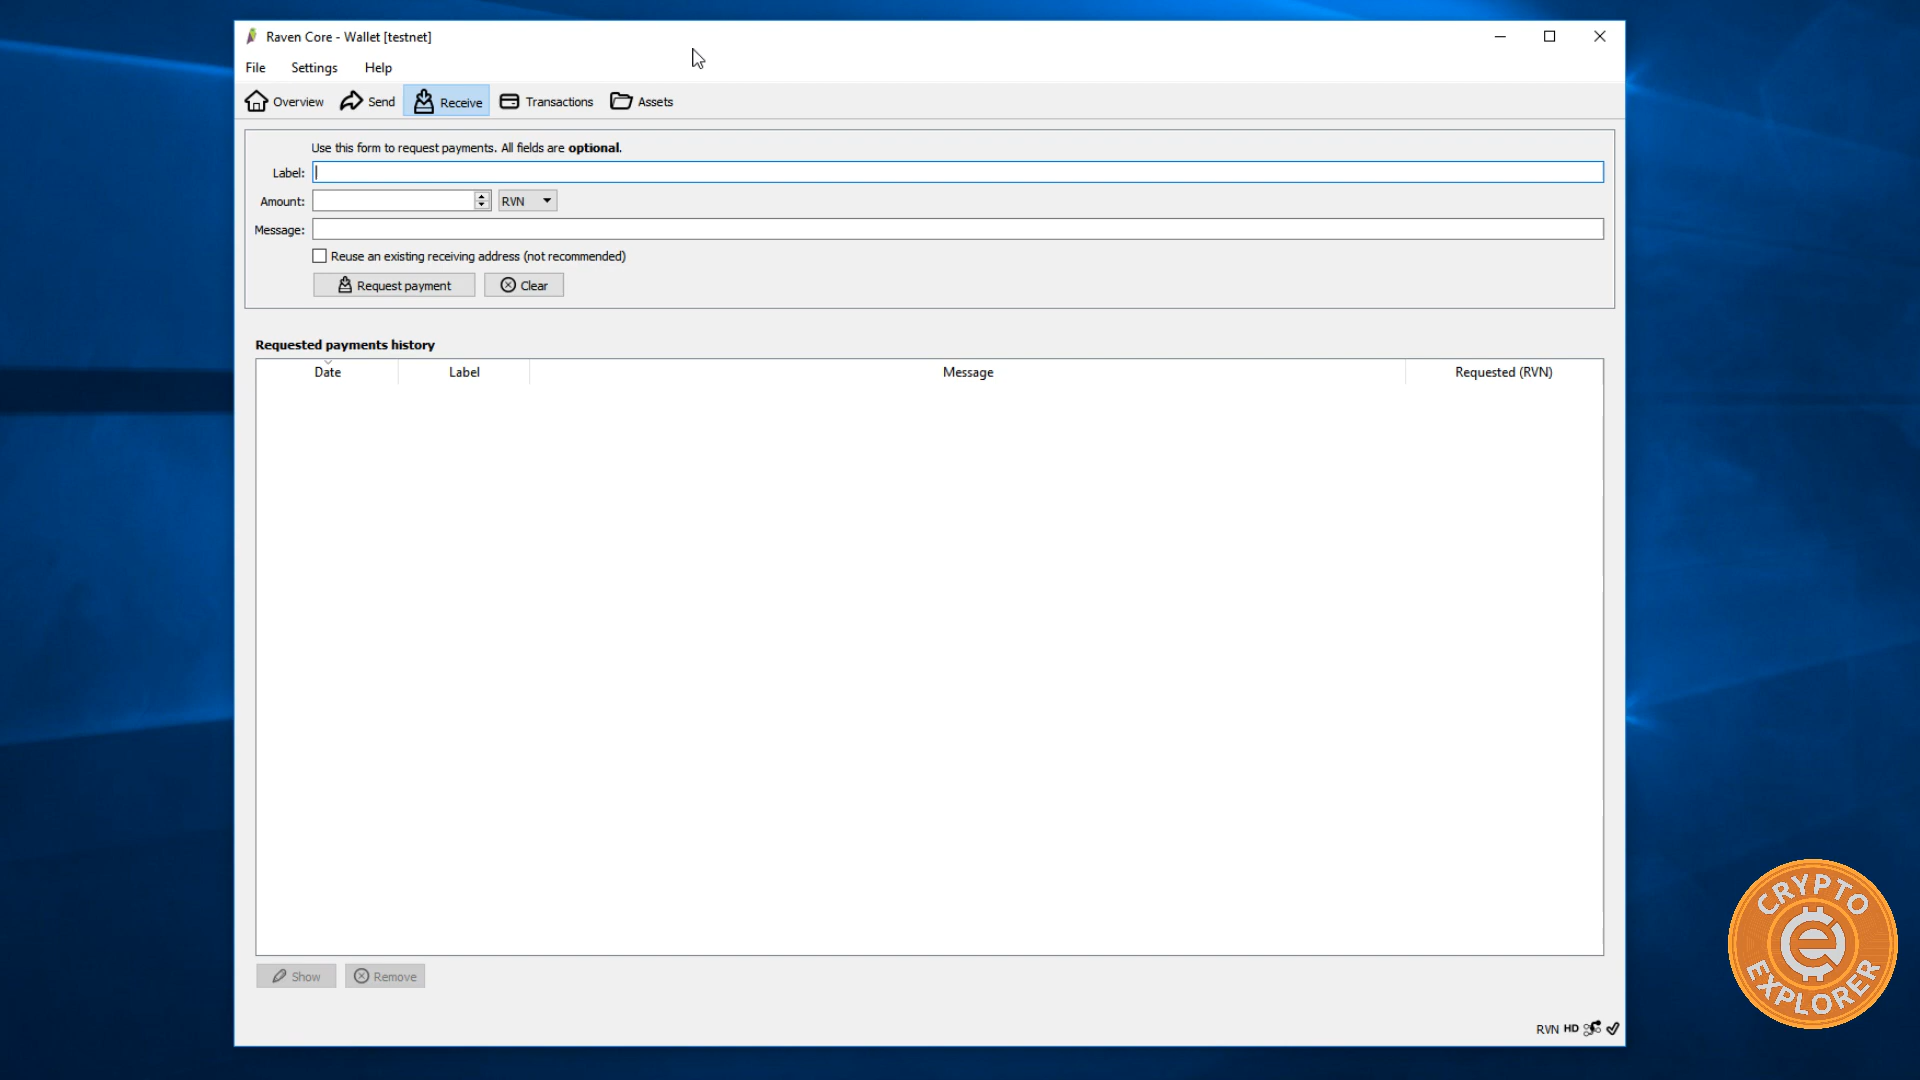 Raven Core - Wallet [testnet]
File Settings Help
Overview Send Receive Transactions Assets
Use this form to request payments. All fields are optional.
Label:
Amount: RVN
Message:
Reuse an existing receiving address (not recommended)
Request payment Clear
Requested payments history
Date Label Message Requested (RVN)
Show Remove
RVN HD
CRYPTO
EXPLORER